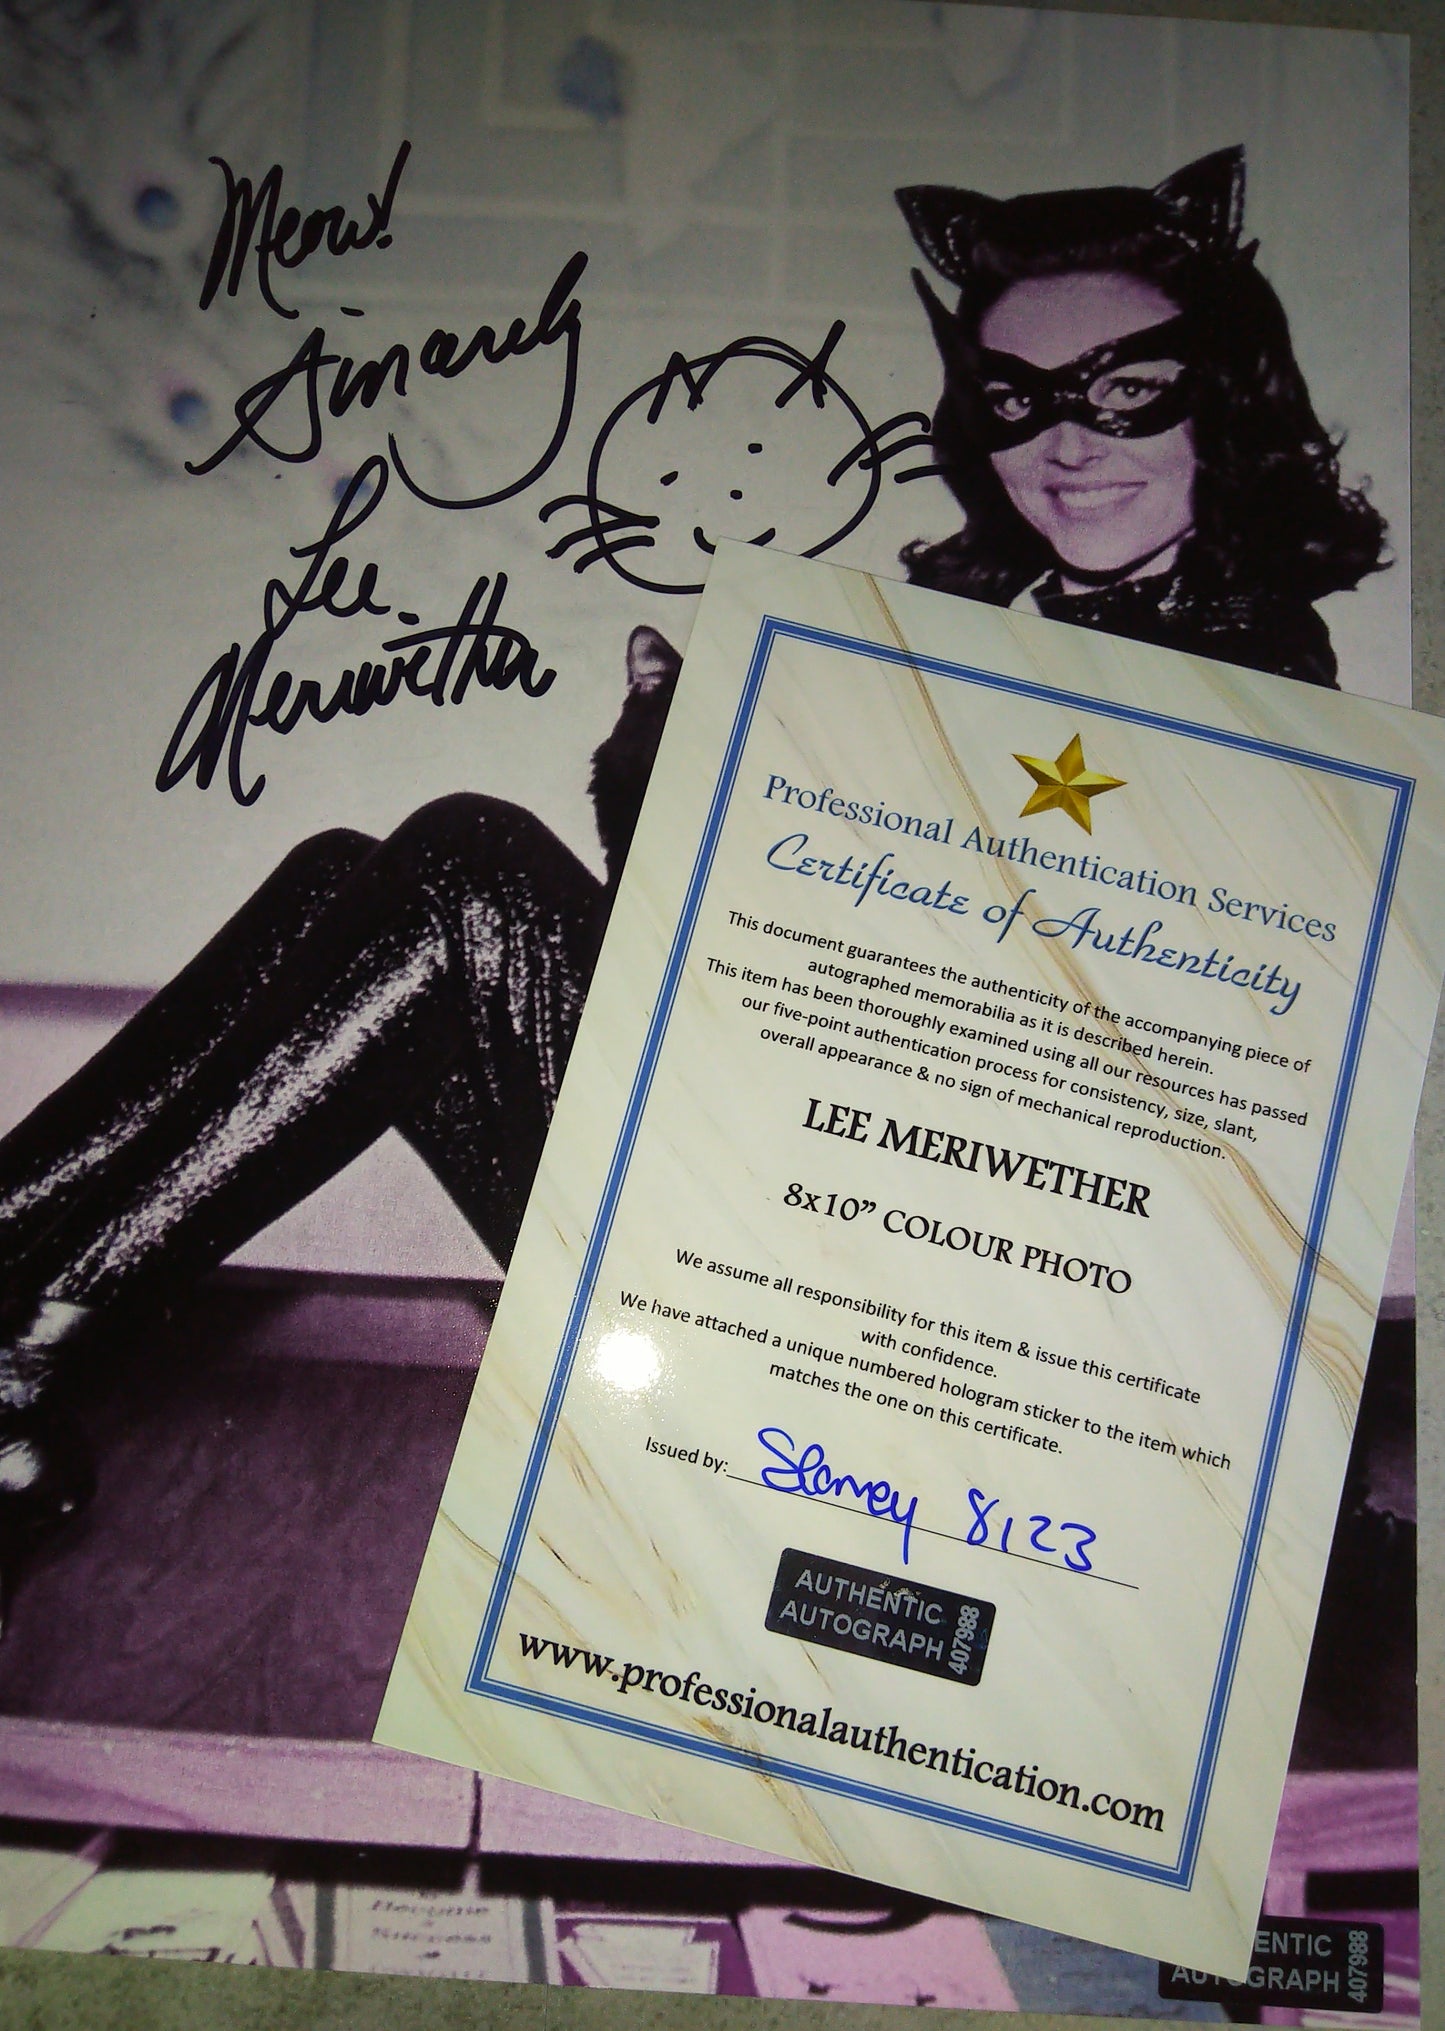 Meow!
Sincerely
Lee
Meriwether
Professional Authentication Services
Certificate of Authenticity
This document guarantees the authenticity of the accompanying piece of
autographed memorabilia as it is described herein.
This item has been thoroughly examined using all our resources has passed
our five-point authentication process for consistency, size, slant,
overall appearance & no sign of mechanical reproduction.
LEE MERIWETHER
8x10” COLOUR PHOTO
We assume all responsibility for this item & issue this certificate
with confidence.
We have attached a unique numbered hologram sticker to the item which
matches the one on this certificate.
Issued by: 8,23
AUTHENTIC
AUTOGRAPH
407988
www.professionalauthentication.com
ENTIC
AUTOGRAPH
407988